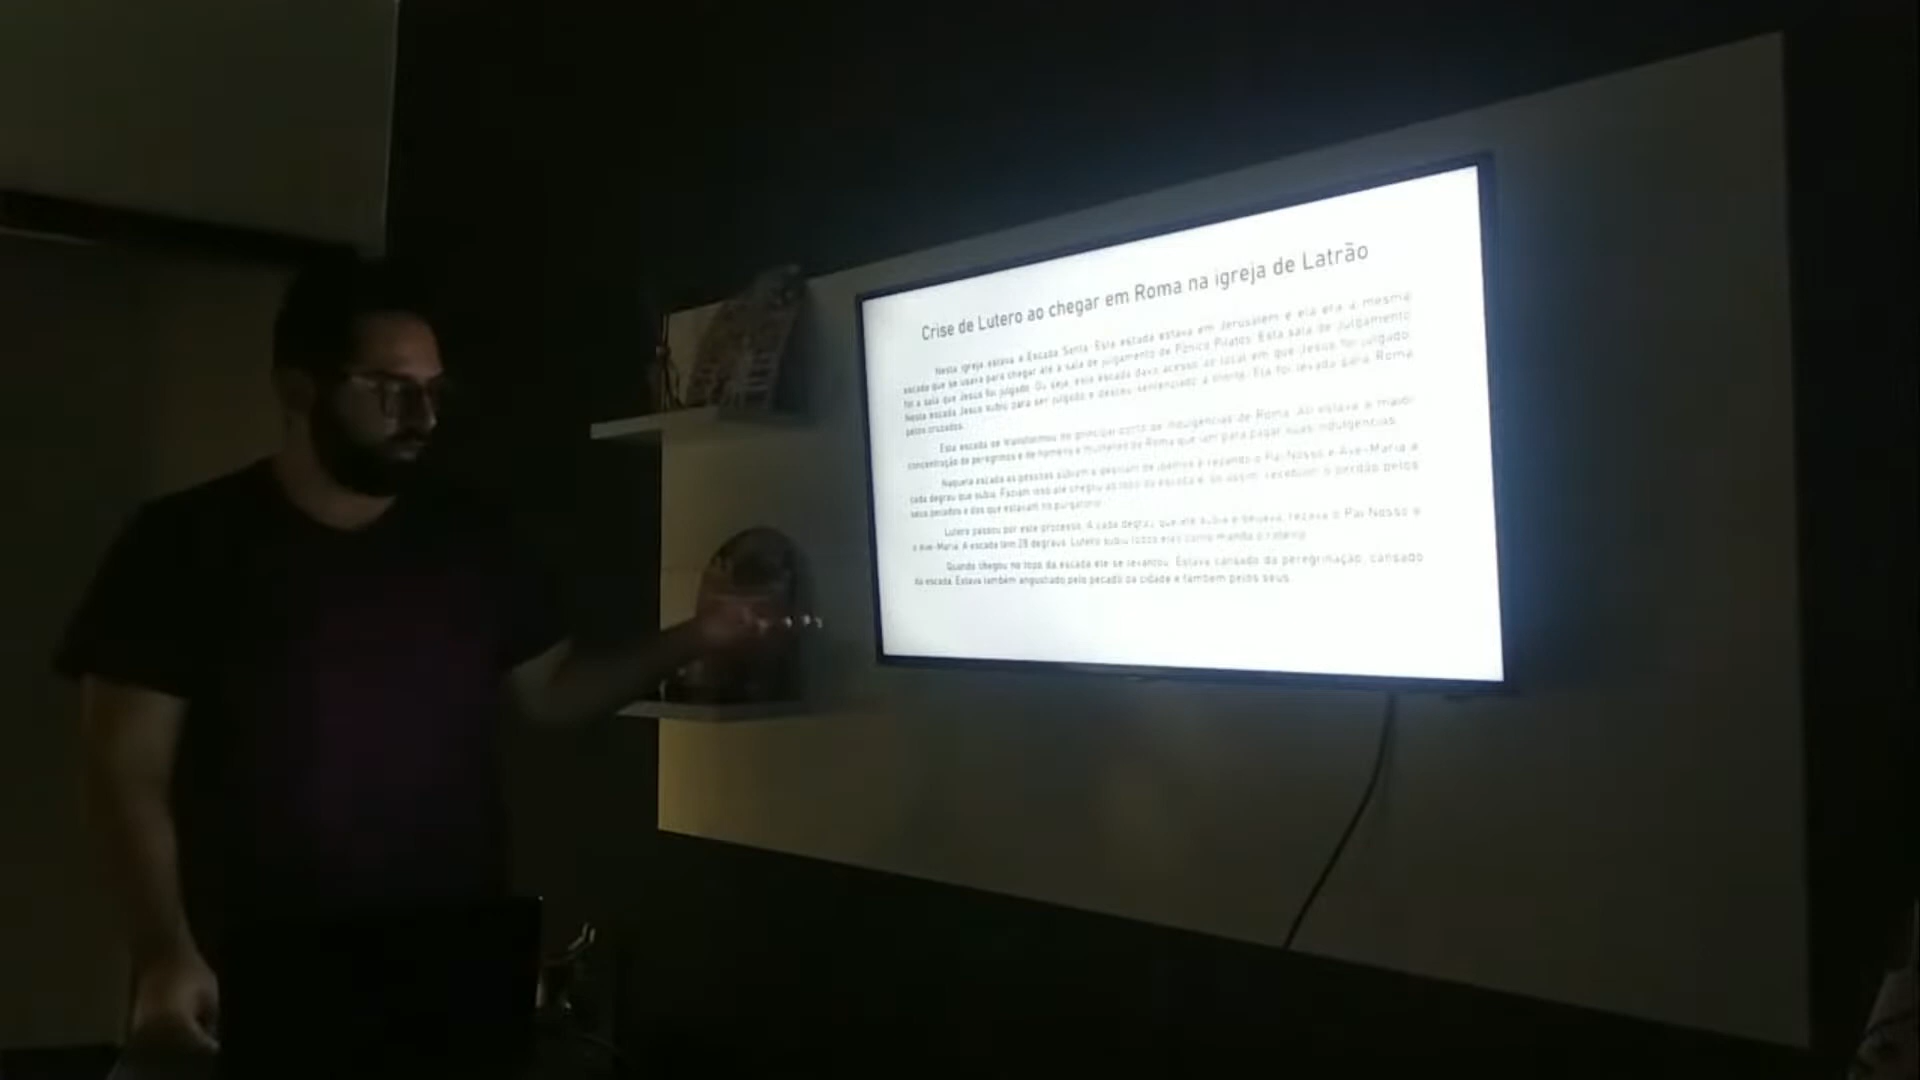 Crise de Lutero ao chegar em Roma na igreja de Latrão
Nesta igreja estava a Escada Santa. Esta escada estava em Jerusalém e ela era a mesma
escada que se usava para chegar até a sala de julgamento de Pôncio Pilatos. Esta sala de julgamento
foi a sala que Jesus foi julgado. Ou seja, esta escada dava acesso ao local em que Jesus foi julgado.
Nesta escada Jesus subiu para ser julgado e desceu sentenciado à morte. Ela foi levada para Roma
pelos cruzados.
Esta escada se transformou no principal ponto de indulgências de Roma. Ali estava a maior
concentração de peregrinos e de homens e mulheres de Roma que iam para pagar suas indulgências.
Naquela escada as pessoas subiam a de joelhos e rezando o Pai Nosso e Ave-Maria a
cada degrau que subia. Faziam isso até chegou ao topo da escada e, só assim, recebiam o perdão pelos
seus pecados e dos que estavam no purgatório.
Lutero passou por este processo. A cada degrau que ele subia e beijava, rezava o Pai Nosso e
o Ave-Maria. A escada tem 28 degraus. Lutero subiu todos eles como manda o roteiro.
Quando chegou no topo da escada ele se levantou. Estava cansado da peregrinação, cansado
da escada. Estava também angustiado pelo pecado da cidade e também pelos seus.